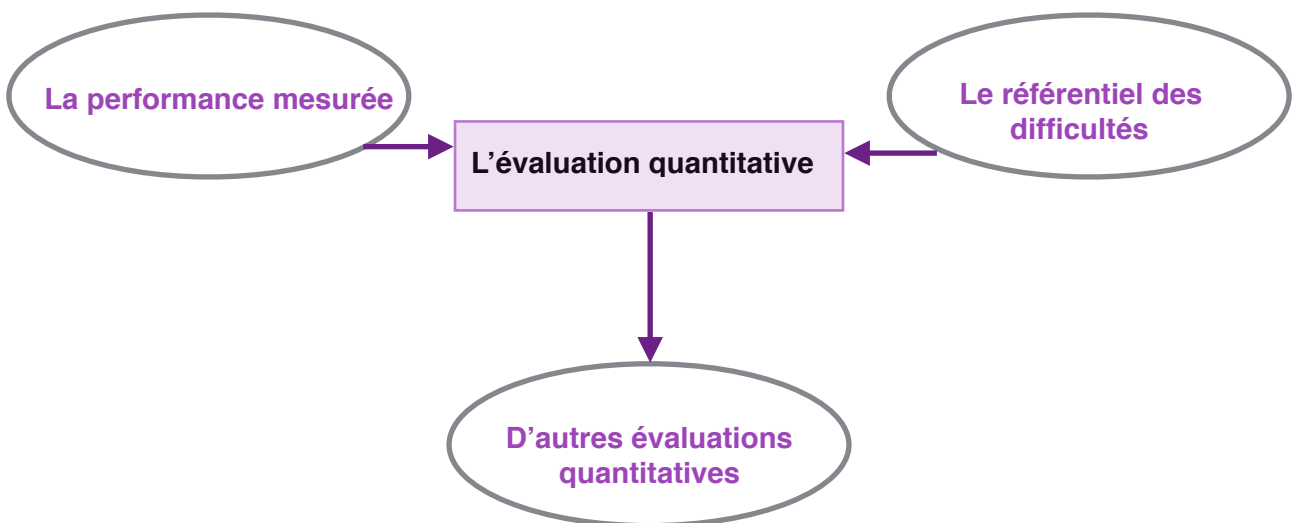 La performance mesurée
Le référentiel des
difficultés
L’évaluation quantitative
D’autres évaluations
quantitatives